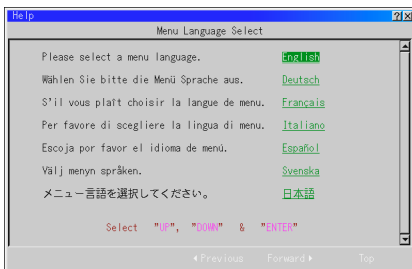 Help
Menu Language Select
Please select a menu language. English
Wählen Sie bitte die Menü Sprache aus. Deutsch
S'il vous plaît choisir la langue de menu. Français
Per favore di scegliere la lingua di menu. Italiano
Escoja por favor el idioma de menú. Español
Välj menyn språken. Svenska
メニュー言語を選択してください。 日本語
Select "UP", "DOWN" & "ENTER"
Previous Forward Top